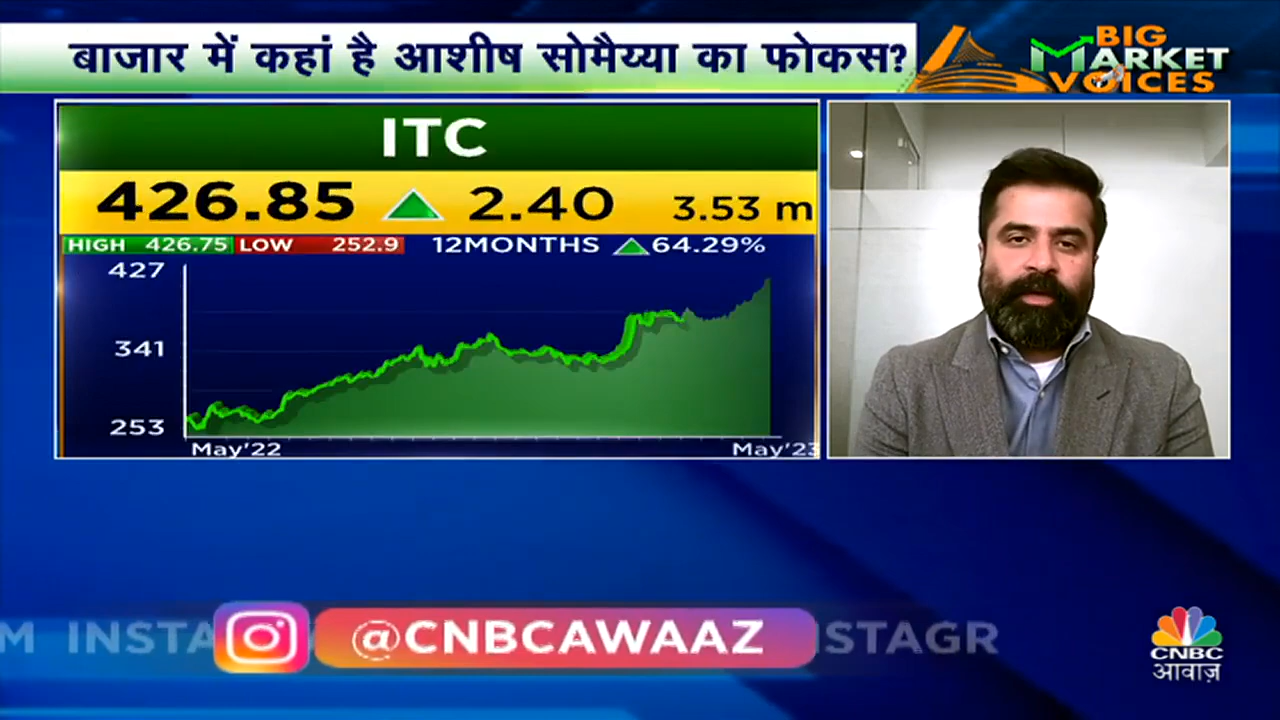 बाजार में कहां है आशीष सोमैय्या का फोकस?
BIG
MARKET
VOICES
ITC
426.85 2.40 3.53 m
HIGH 426.75 LOW 252.9 12MONTHS 64.29%
427
341
253
May'22 May'23
M INSTA @CNBCAWAAZ STAGR
CNBC
आवाज़